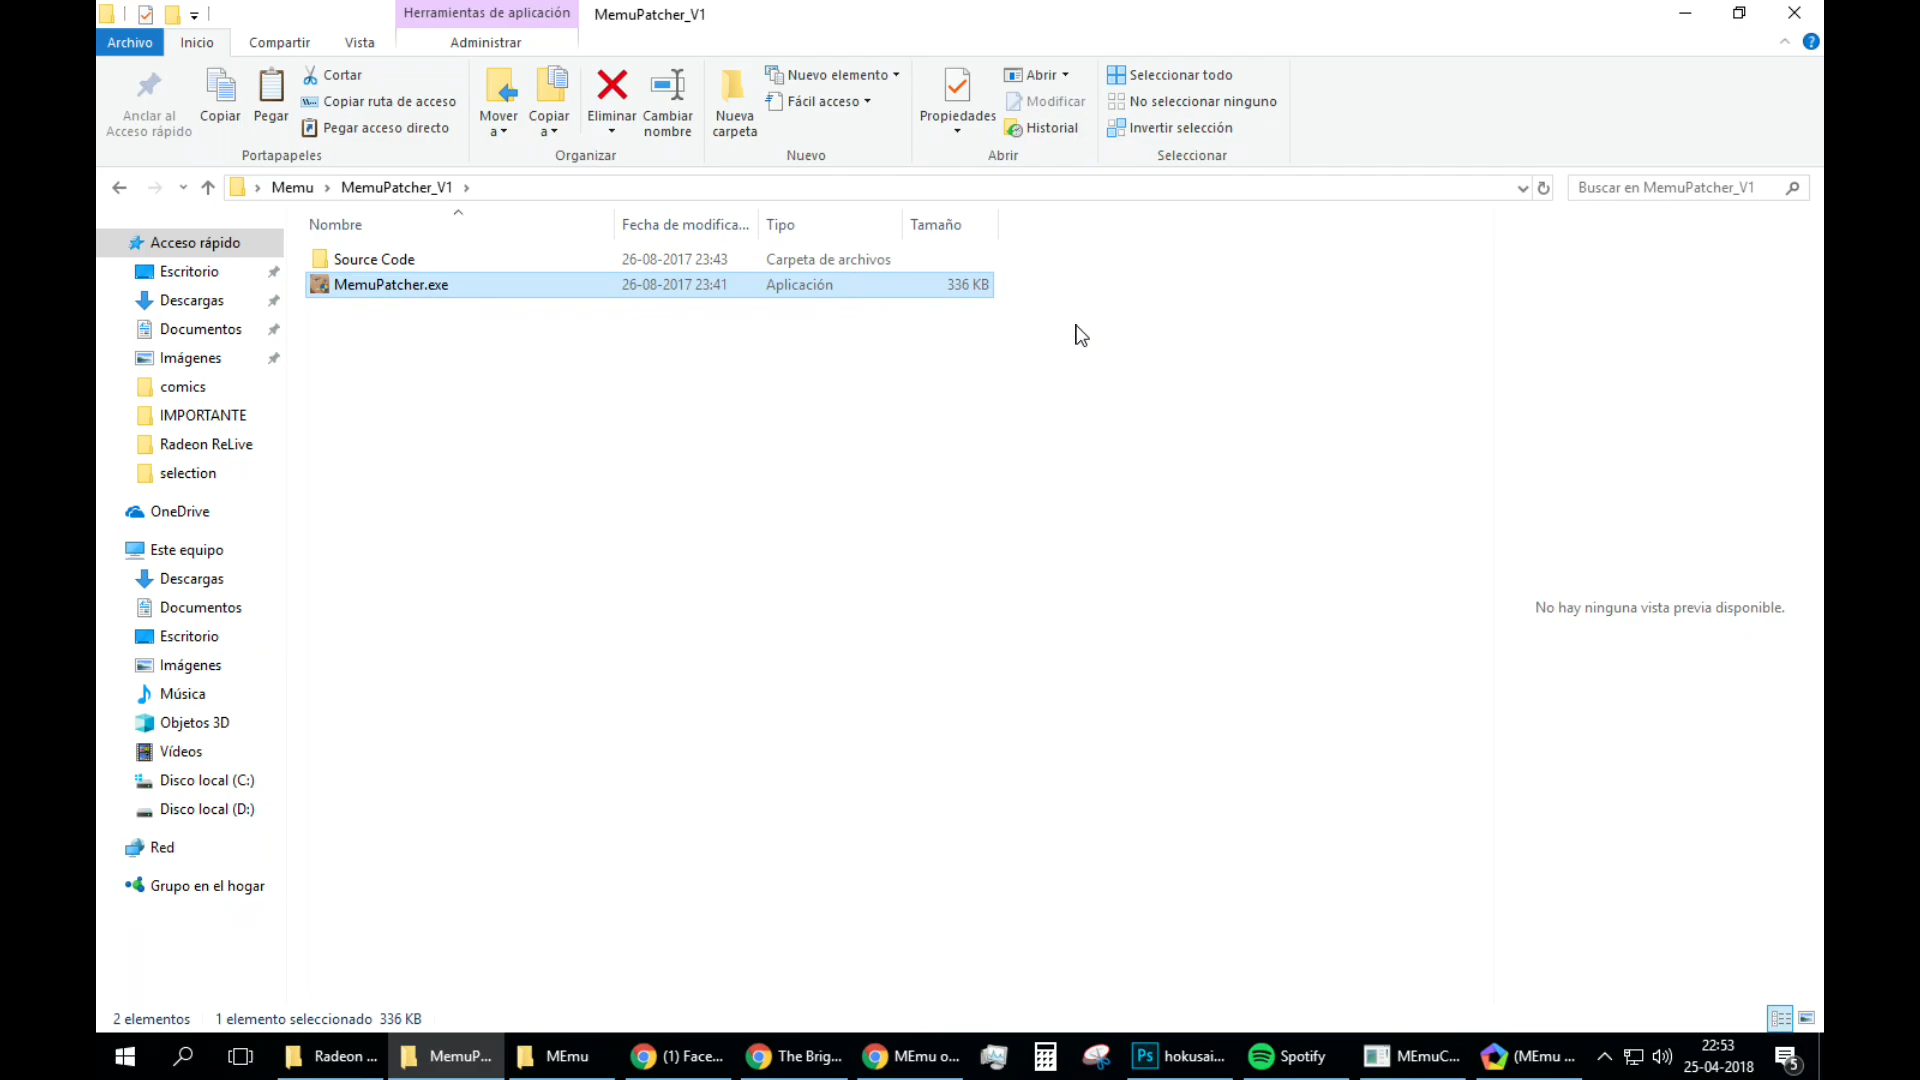 Herramientas de aplicación
MemuPatcher_V1
Archivo
Inicio
Compartir
Vista
Administrar
Anclar al
Acceso rápido
Copiar
Pegar
Cortar
Copiar ruta de acceso
Pegar acceso directo
Portapapeles
Mover
a
Copiar
a
Eliminar
Cambiar
nombre
Organizar
Nueva
carpeta
Nuevo elemento
Fácil acceso
Nuevo
Propiedades
Abrir
Modificar
Historial
Abrir
Seleccionar todo
No seleccionar ninguno
Invertir selección
Seleccionar
Memu › MemuPatcher_V1 ›
Buscar en MemuPatcher_V1
Nombre
Fecha de modifica...
Tipo
Tamaño
Source Code
26-08-2017 23:43
Carpeta de archivos
MemuPatcher.exe
26-08-2017 23:41
Aplicación
336 KB
Acceso rápido
Escritorio
Descargas
Documentos
Imágenes
comics
IMPORTANTE
Radeon ReLive
selection
OneDrive
Este equipo
Descargas
Documentos
Escritorio
Imágenes
Música
Objetos 3D
Vídeos
Disco local (C:)
Disco local (D:)
Red
Grupo en el hogar
No hay ninguna vista previa disponible.
2 elementos
1 elemento seleccionado 336 KB
Radeon ...
MemuP...
MEmu
(1) Face...
The Brig...
MEmu o...
Ps
hokusai...
Spotify
MEmuC...
(MEmu ...
22:53
25-04-2018
5